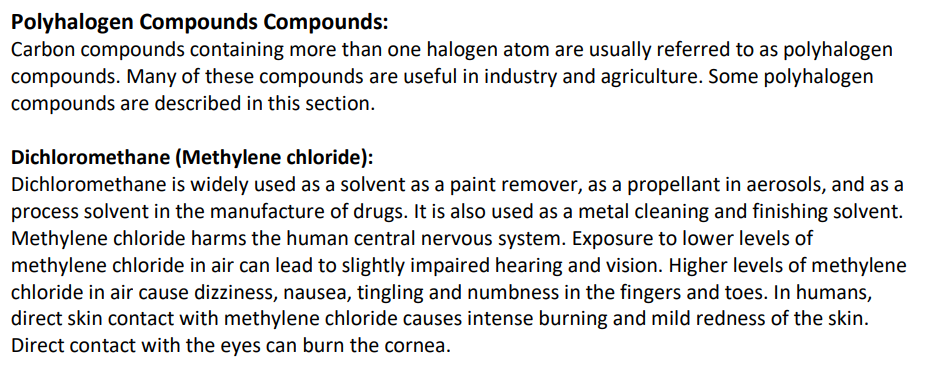 Polyhalogen Compounds Compounds:
Carbon compounds containing more than one halogen atom are usually referred to as polyhalogen
compounds. Many of these compounds are useful in industry and agriculture. Some polyhalogen
compounds are described in this section.
Dichloromethane (Methylene chloride):
Dichloromethane is widely used as a solvent as a paint remover, as a propellant in aerosols, and as a
process solvent in the manufacture of drugs. It is also used as a metal cleaning and finishing solvent.
Methylene chloride harms the human central nervous system. Exposure to lower levels of
methylene chloride in air can lead to slightly impaired hearing and vision. Higher levels of methylene
chloride in air cause dizziness, nausea, tingling and numbness in the fingers and toes. In humans,
direct skin contact with methylene chloride causes intense burning and mild redness of the skin.
Direct contact with the eyes can burn the cornea.